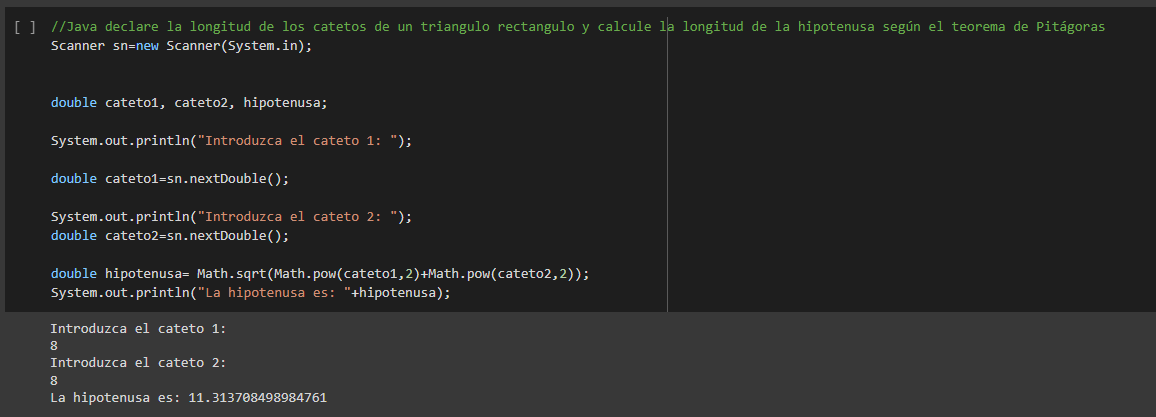 [ ] //Java declare la longitud de los catetos de un triangulo rectangulo y calcule la longitud de la hipotenusa según el teorema de Pitágoras
Scanner sn=new Scanner(System.in);
double cateto1, cateto2, hipotenusa;
System.out.println("Introduzca el cateto 1: ");
double cateto1=sn.nextDouble();
System.out.println("Introduzca el cateto 2: ");
double cateto2=sn.nextDouble();
double hipotenusa= Math.sqrt(Math.pow(cateto1,2)+Math.pow(cateto2,2));
System.out.println("La hipotenusa es: "+hipotenusa);
Introduzca el cateto 1:
8
Introduzca el cateto 2:
8
La hipotenusa es: 11.313708498984761